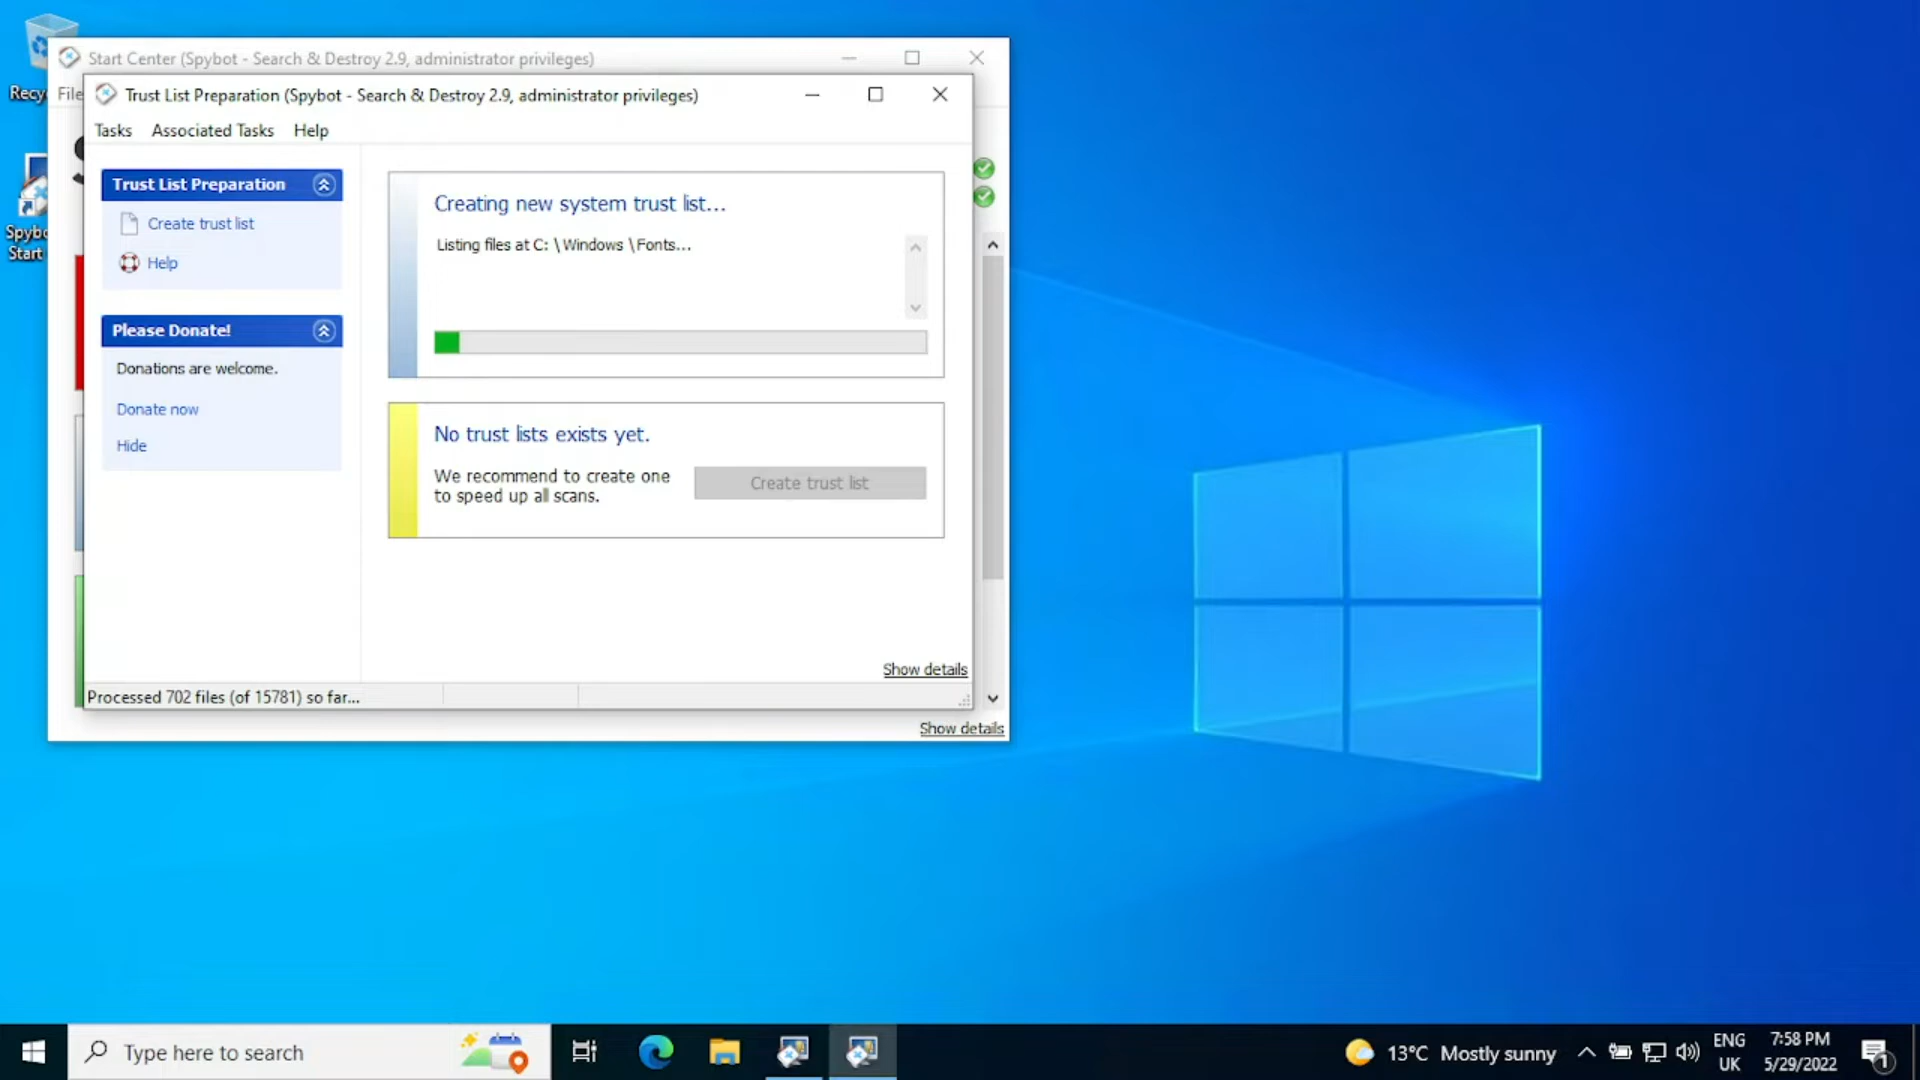 Recy
Spybo
Start
Start Center (Spybot - Search & Destroy 2.9, administrator privileges)
File
Trust List Preparation (Spybot - Search & Destroy 2.9, administrator privileges)
Tasks Associated Tasks Help
Trust List Preparation
Create trust list
Help
Please Donate!
Donations are welcome.
Donate now
Hide
Creating new system trust list...
Listing files at C: \Windows \Fonts...
No trust lists exists yet.
We recommend to create one
to speed up all scans.
Create trust list
Show details
Processed 702 files (of 15781) so far...
Show details
Type here to search
13°C Mostly sunny
ENG
UK
7:58 PM
5/29/2022
1